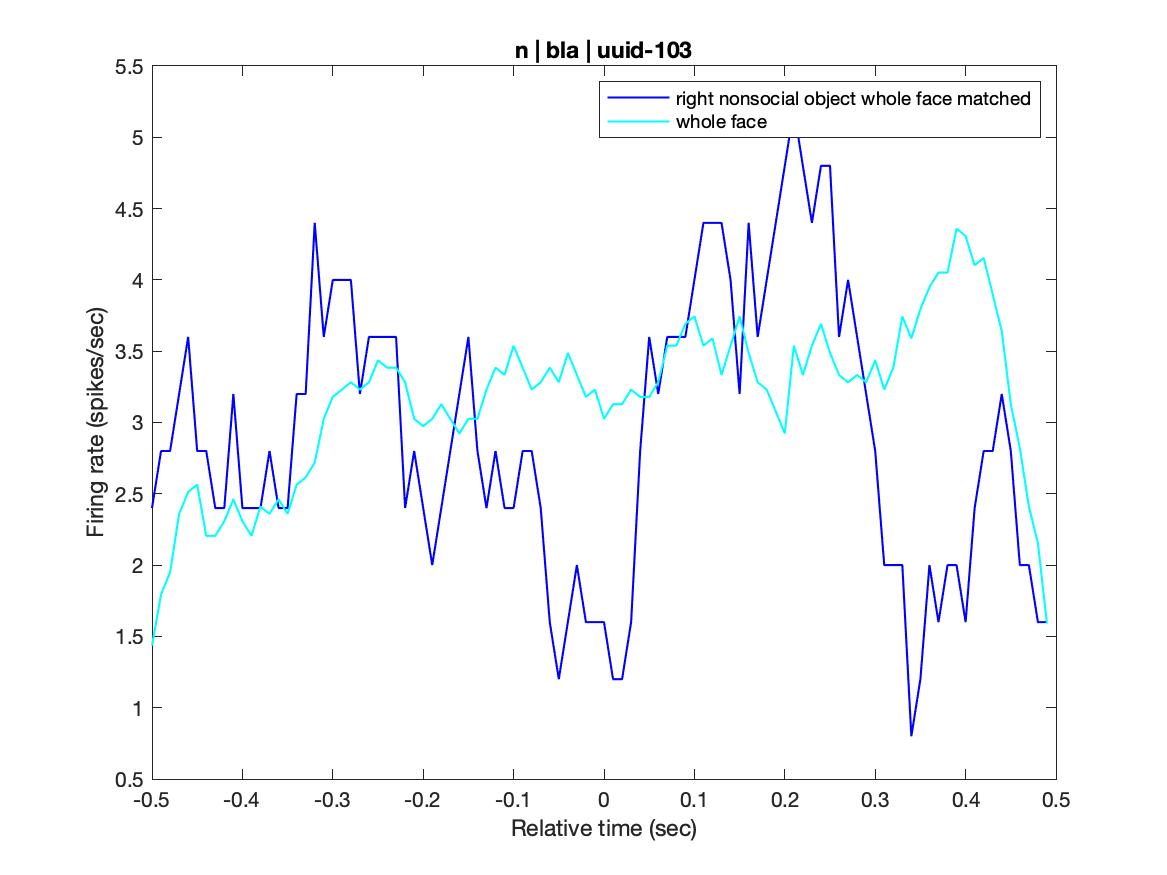 n | bla | uuid-103
right nonsocial object whole face matched
whole face
5.5
5
4.5
4
3.5
3
2.5
2
1.5
1
0.5
Firing rate (spikes/sec)
-0.5 -0.4 -0.3 -0.2 -0.1 0 0.1 0.2 0.3 0.4 0.5
Relative time (sec)